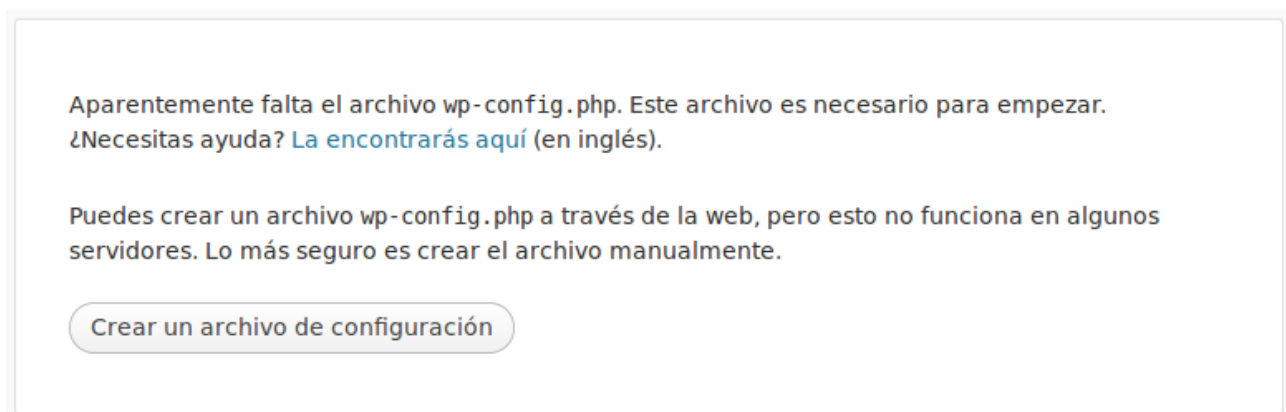 Aparentemente falta el archivo wp-config.php. Este archivo es necesario para empezar.
¿Necesitas ayuda? La encontrarás aquí (en inglés).
Puedes crear un archivo wp-config.php a través de la web, pero esto no funciona en algunos
servidores. Lo más seguro es crear el archivo manualmente.
Crear un archivo de configuración